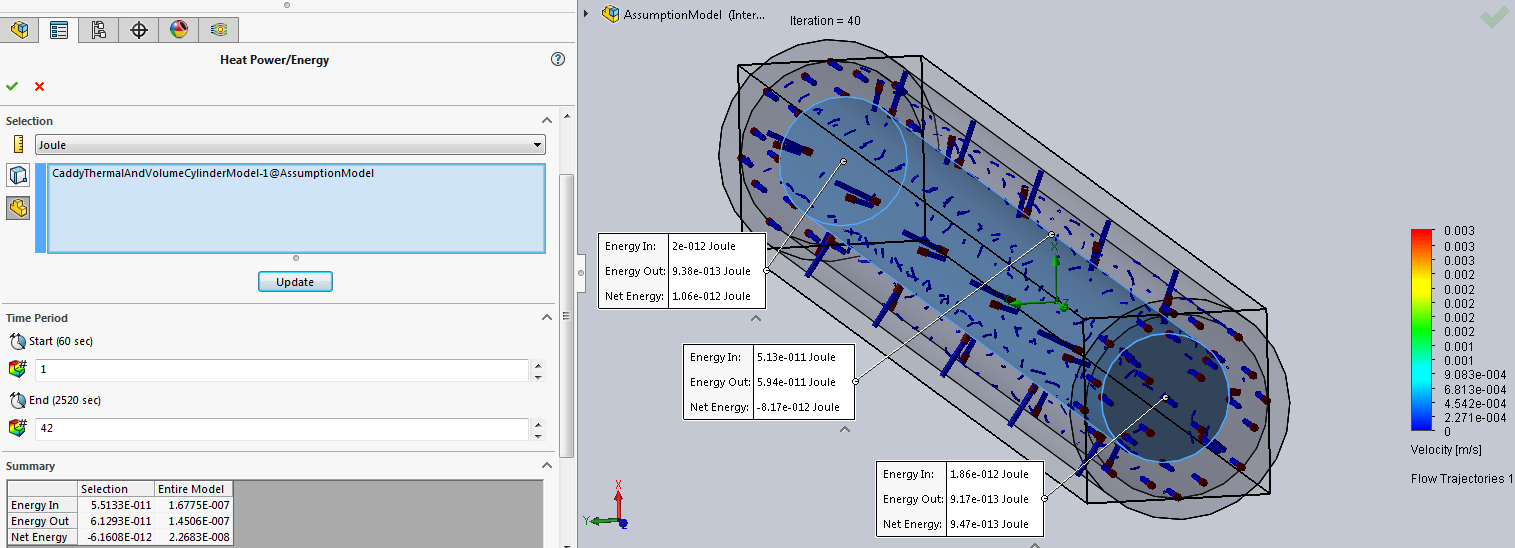 Heat Power/Energy
?
Selection
Joule
CaddyThermalAndVolumeCylinderModel-1@AssumptionModel
Update
Time Period
Start (60 sec)
1
End (2520 sec)
42
Summary
Selection Entire Model
Energy In 5.5133E-011 1.6775E-007
Energy Out 6.1293E-011 1.4506E-007
Net Energy -6.1608E-012 2.2683E-008
AssumptionModel (Inter...
Iteration = 40
Energy In: 2e-012 Joule
Energy Out: 9.38e-013 Joule
Net Energy: 1.06e-012 Joule
Energy In: 5.13e-011 Joule
Energy Out: 5.94e-011 Joule
Net Energy: -8.17e-012 Joule
Energy In: 1.86e-012 Joule
Energy Out: 9.17e-013 Joule
Net Energy: 9.47e-013 Joule
X
Z
X
Y
Z
0.003
0.003
0.003
0.002
0.002
0.002
0.002
0.002
0.001
0.001
9.083e-004
6.813e-004
4.542e-004
2.271e-004
0
Velocity [m/s]
Flow Trajectories 1